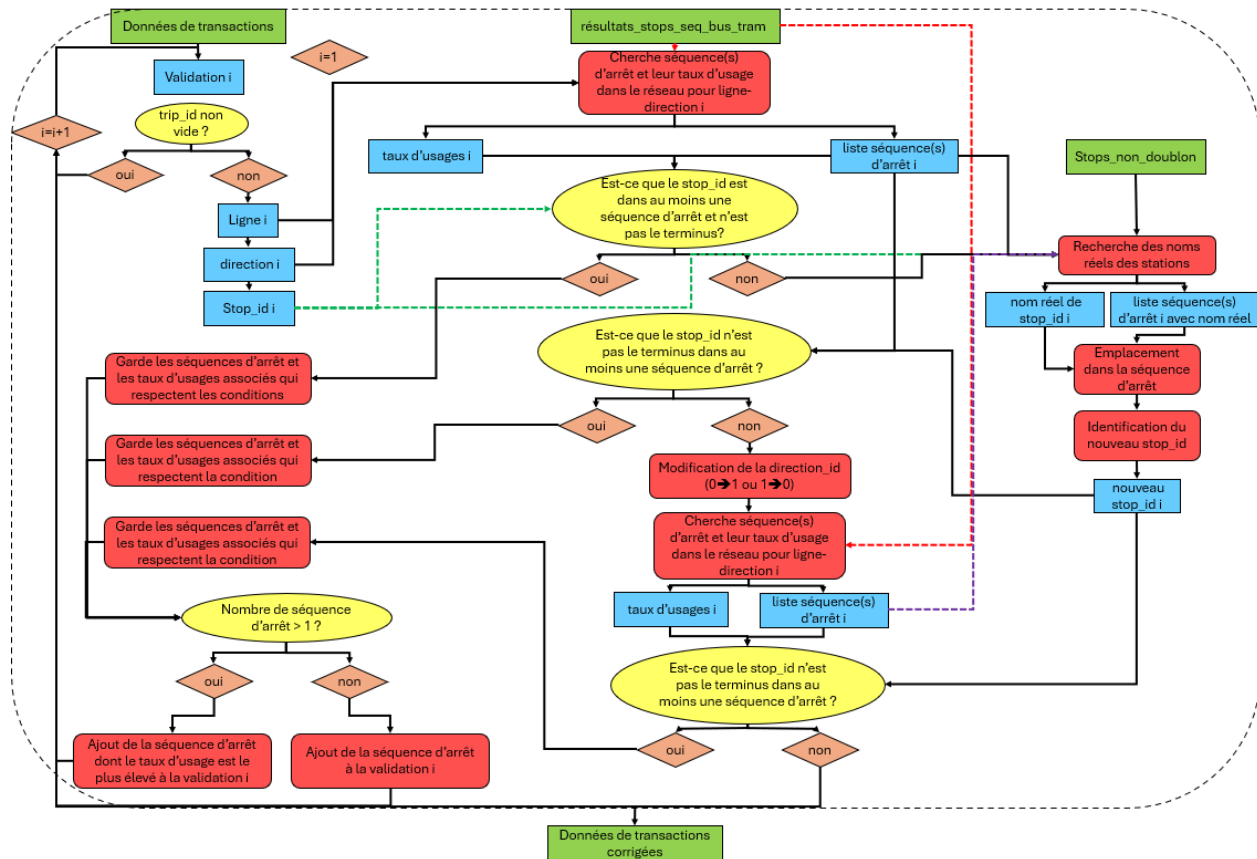 Données de transactions
résultats_stops_seq_bus_tram
i=1
Validation i
Cherche séquence(s)
d'arrêt et leur taux d'usage
dans le réseau pour ligne-
direction i
trip_id non
vide ?
i=i+1
oui
non
taux d'usages i
liste séquence(s)
d'arrêt i
Stops_non_doublon
Est-ce que le stop_id est
dans au moins une
séquence d'arrêt et n'est
pas le terminus?
Ligne i
direction i
Stop_id i
oui
non
Recherche des noms
réels des stations
nom réel de
stop_id i
liste séquence(s)
d'arrêt i avec nom réel
Est-ce que le stop_id n'est
pas le terminus dans au
moins une séquence d'arrêt ?
Emplacement
dans la séquence
d'arrêt
Garde les séquences d'arrêt et
les taux d'usages associés qui
respectent les conditions
oui
non
Identification du
nouveau stop_id
Garde les séquences d'arrêt et
les taux d'usages associés qui
respectent la condition
Modification de la direction_id
(0➔1 ou 1➔0)
nouveau
stop_id i
Garde les séquences d'arrêt et
les taux d'usages associés qui
respectent la condition
Cherche séquence(s)
d'arrêt et leur taux d'usage
dans le réseau pour ligne-
direction i
taux d'usages i
liste séquence(s)
d'arrêt i
Nombre de séquence
d'arrêt > 1 ?
oui
non
Est-ce que le stop_id n'est
pas le terminus dans au
moins une séquence d'arrêt ?
oui
non
Ajout de la séquence d'arrêt
dont le taux d'usage est le
plus élevé à la validation i
Ajout de la séquence d'arrêt
à la validation i
Données de transactions
corrigées